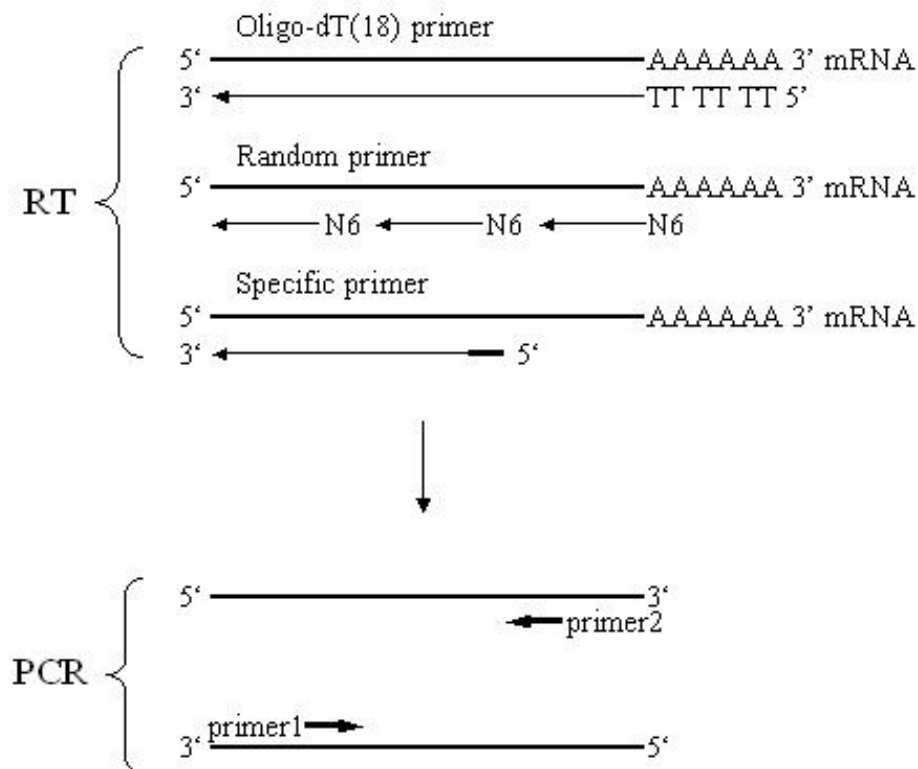 Oligo-dT(18) primer
5‘ AAAAAA 3’ mRNA
3‘ TT TT TT 5’
Random primer
5‘ AAAAAA 3’ mRNA
RT
N6 N6 N6
Specific primer
5‘ AAAAAA 3’ mRNA
3‘ 5‘
5‘ 3‘
primer2
PCR
primer1
3‘ 5‘